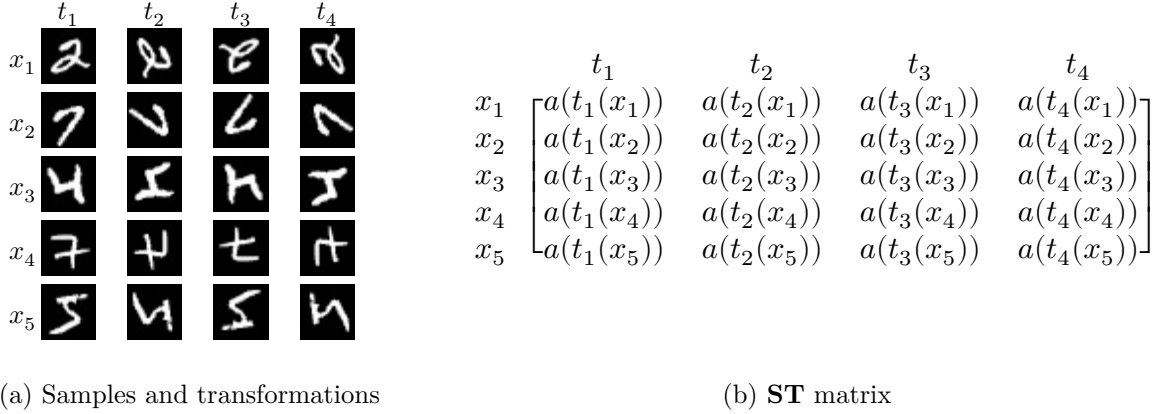 t₁ t₂ t₃ t₄
x₁
x₂
x₃
x₄
x₅
(a) Samples and transformations
t₁ t₂ t₃ t₄
x₁ a(t₁(x₁)) a(t₂(x₁)) a(t₃(x₁)) a(t₄(x₁))
x₂ a(t₁(x₂)) a(t₂(x₂)) a(t₃(x₂)) a(t₄(x₂))
x₃ a(t₁(x₃)) a(t₂(x₃)) a(t₃(x₃)) a(t₄(x₃))
x₄ a(t₁(x₄)) a(t₂(x₄)) a(t₃(x₄)) a(t₄(x₄))
x₅ a(t₁(x₅)) a(t₂(x₅)) a(t₃(x₅)) a(t₄(x₅))
(b) ST matrix